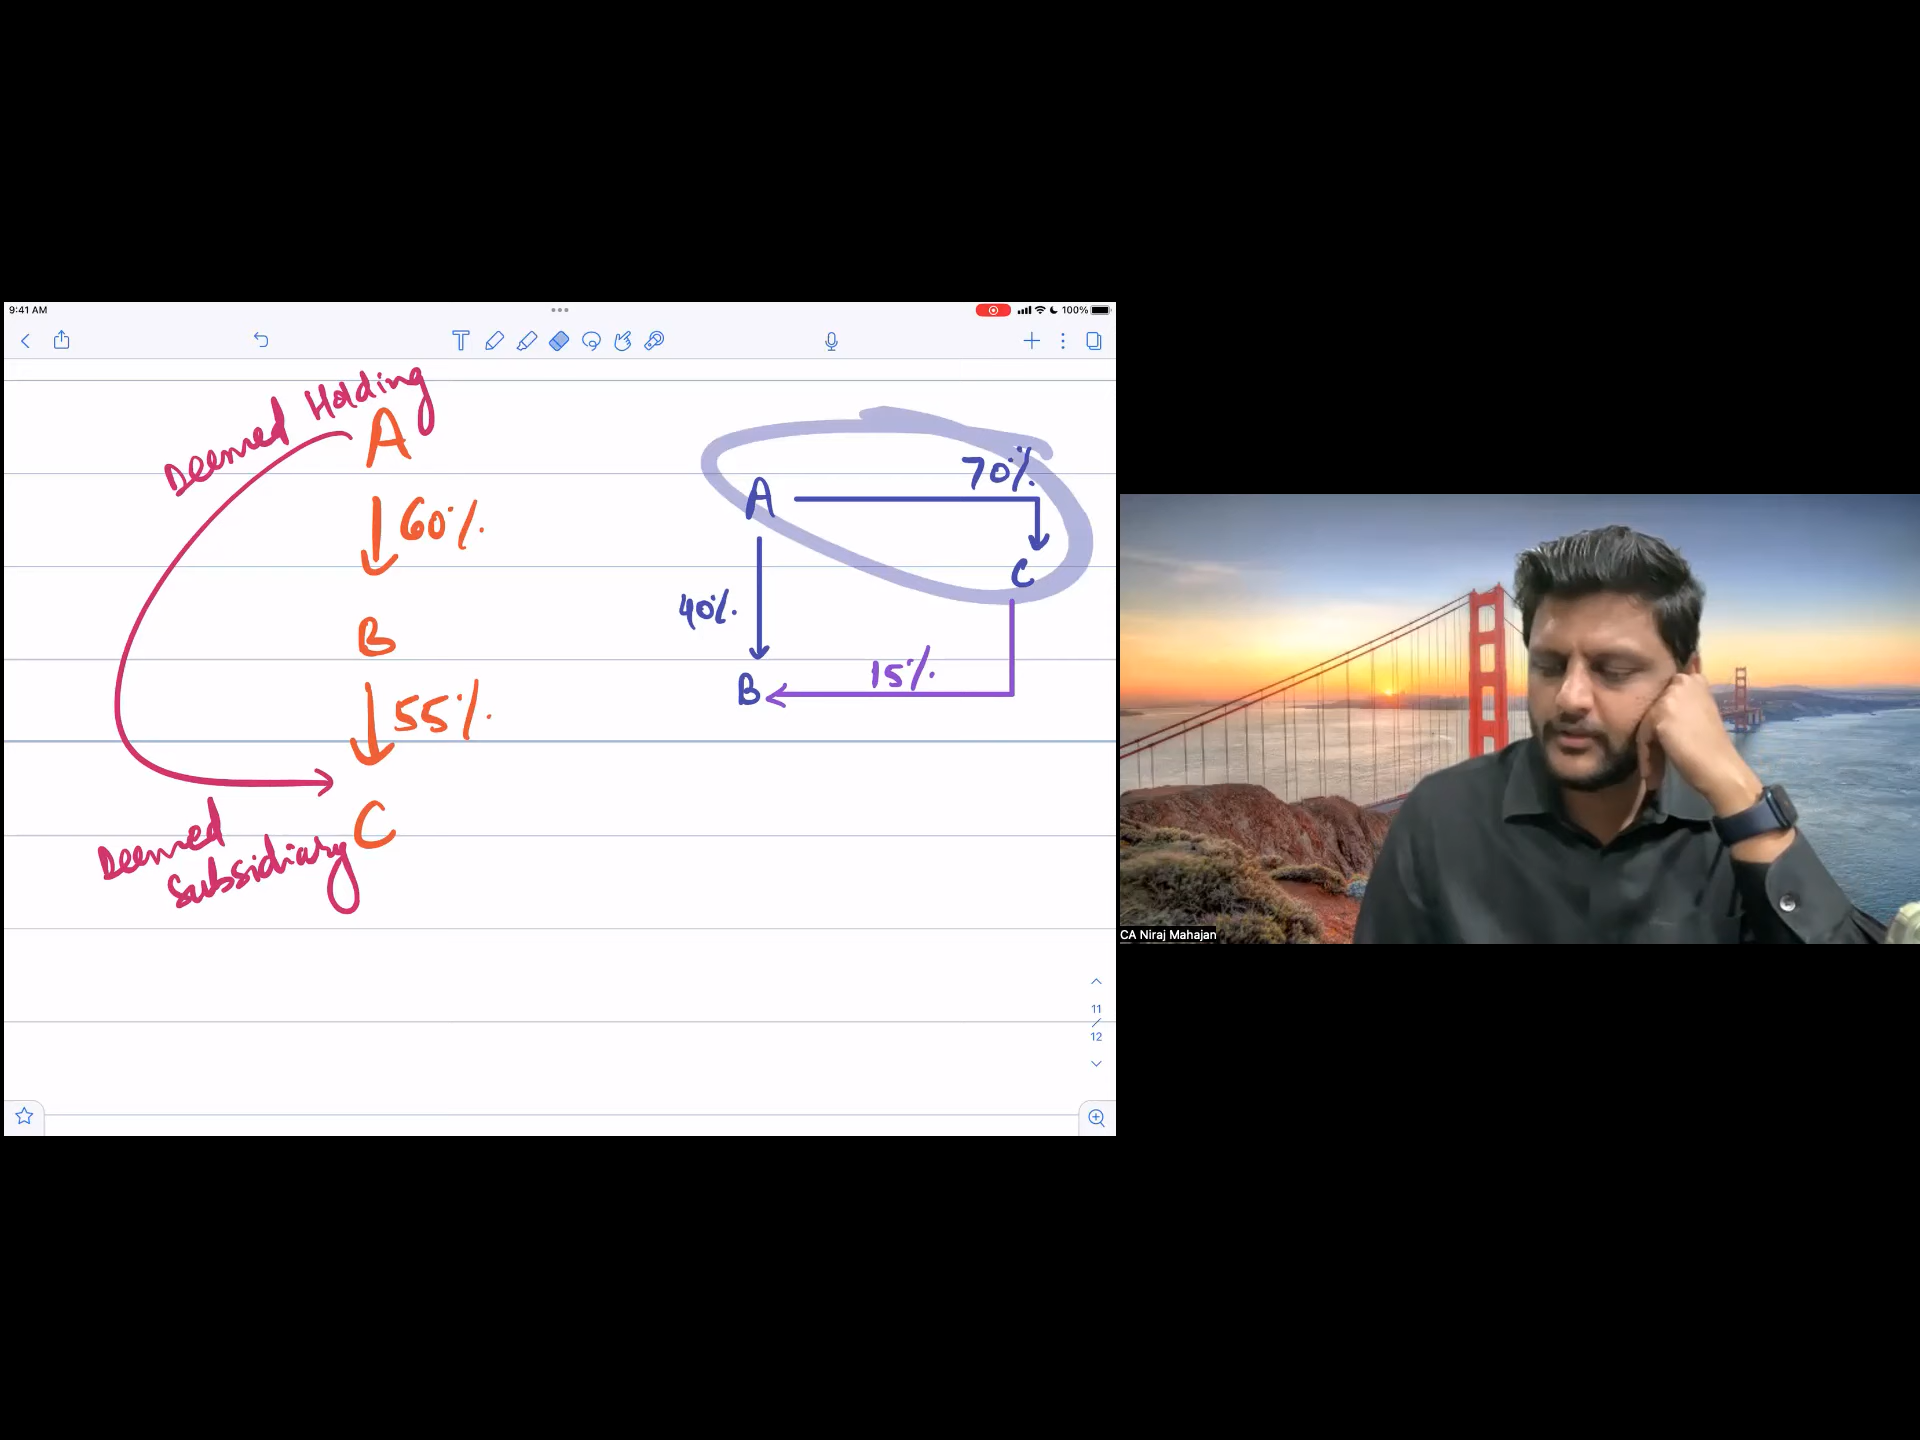 9:41 AM
100%
T
Deemed Holding
A
60%.
B
55%.
C
Deemed
Subsidiary
70%.
A
C
40%.
15%.
B
11
12
CA Niraj Mahajan